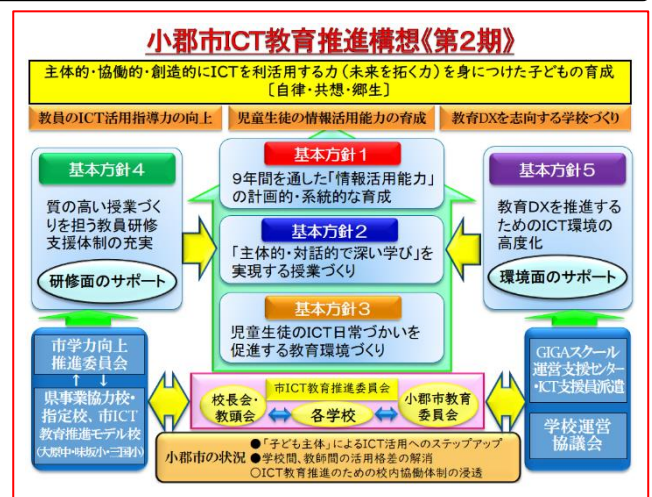 小郡市ICT教育推進構想《第2期》
主体的・協働的・創造的にICTを利活用する力(未来を拓く力)を身につけた子どもの育成
〔自律・共想・郷生〕
教員のICT活用指導力の向上
児童生徒の情報活用能力の育成
教育DXを志向する学校づくり
基本方針4
質の高い授業づく
りを担う教員研修
支援体制の充実
研修面のサポート
基本方針1
9年間を通した「情報活用能力」
の計画的・系統的な育成
基本方針2
「主体的・対話的で深い学び」を
実現する授業づくり
基本方針3
児童生徒のICT日常づかいを
促進する教育環境づくり
基本方針5
教育DXを推進する
ためのICT環境の
高度化
環境面のサポート
市学力向上
推進委員会
↑ ↓
県事業協力校・
指定校、市ICT
教育推進モデル校
(大原中・味坂小・三国小)
市ICT教育推進委員会
校長会・
教頭会
各学校
小郡市教育
委員会
GIGAスクール
運営支援センター
・ICT支援員派遣
学校運営
協議会
小郡市の状況
●「子ども主体」によるICT活用へのステップアップ
●学校間、教師間の活用格差の解消
○ICT教育推進のための校内協働体制の浸透